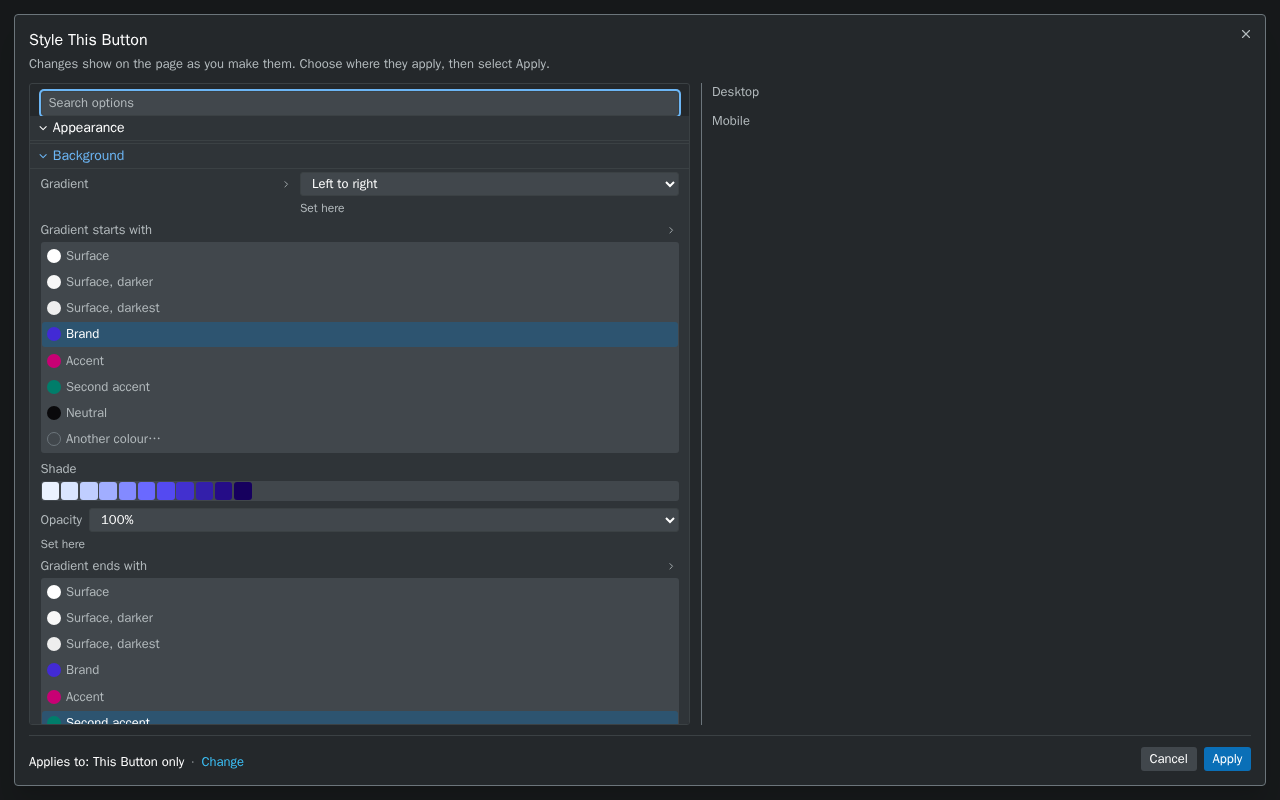 Style This Button
Changes show on the page as you make them. Choose where they apply, then select Apply.
Search options
Appearance
Background
Gradient
Left to right
Set here
Gradient starts with
Surface
Surface, darker
Surface, darkest
Brand
Accent
Second accent
Neutral
Another colour…
Shade
Opacity
100%
Set here
Gradient ends with
Surface
Surface, darker
Surface, darkest
Brand
Accent
Second accent
Desktop
Mobile
Applies to: This Button only · Change
Cancel
Apply